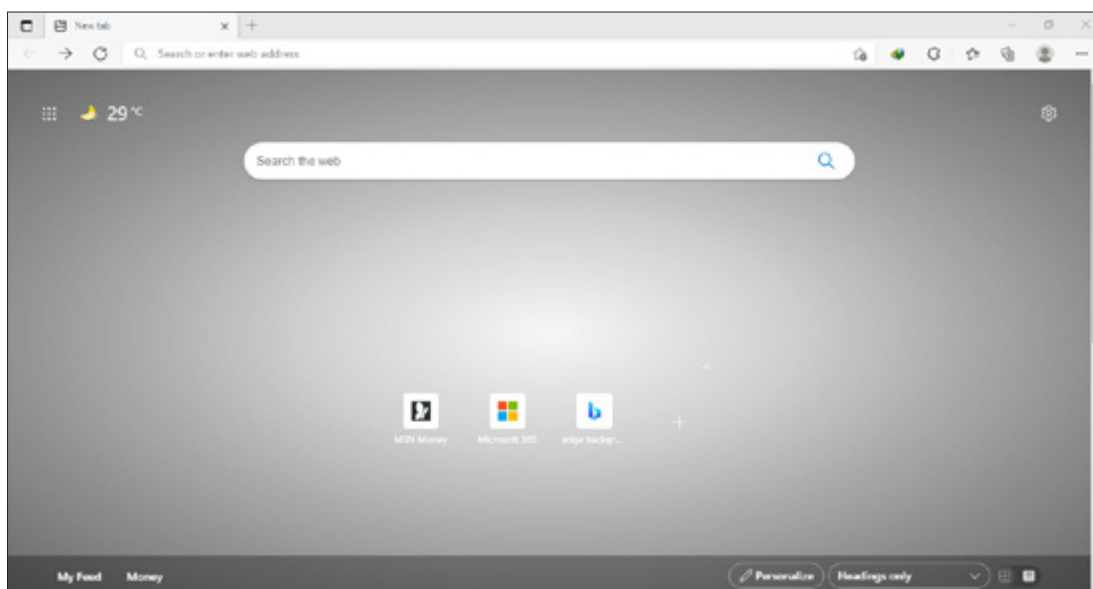 New tab
Search or enter web address
29 °C
Search the web
MSN Money
Microsoft 365
edge backgr...
My Feed
Money
Personalize
Headings only